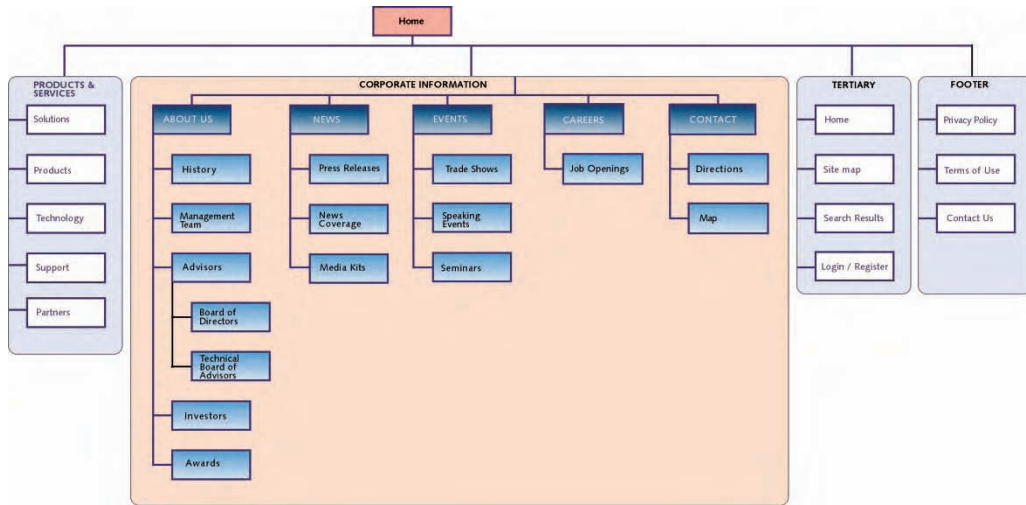 Home
PRODUCTS &
SERVICES
Solutions
Products
Technology
Support
Partners
CORPORATE INFORMATION
ABOUT US
History
Management
Team
Advisors
Board of
Directors
Technical
Board of
Advisors
Investors
Awards
NEWS
Press Releases
News
Coverage
Media Kits
EVENTS
Trade Shows
Speaking
Events
Seminars
CAREERS
Job Openings
CONTACT
Directions
Map
TERTIARY
Home
Site map
Search Results
Login / Register
FOOTER
Privacy Policy
Terms of Use
Contact Us